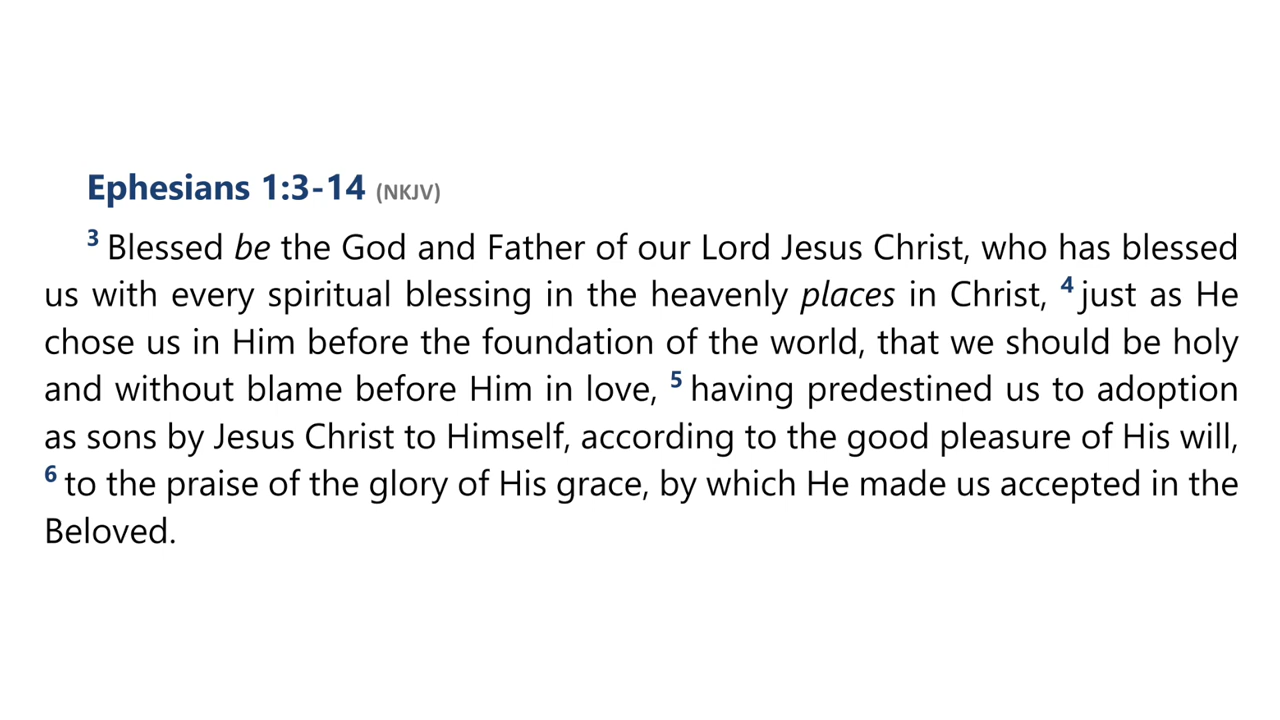 Ephesians 1:3-14 (NKJV)
3 Blessed be the God and Father of our Lord Jesus Christ, who has blessed
us with every spiritual blessing in the heavenly places in Christ, 4 just as He
chose us in Him before the foundation of the world, that we should be holy
and without blame before Him in love, 5 having predestined us to adoption
as sons by Jesus Christ to Himself, according to the good pleasure of His will,
6 to the praise of the glory of His grace, by which He made us accepted in the
Beloved.